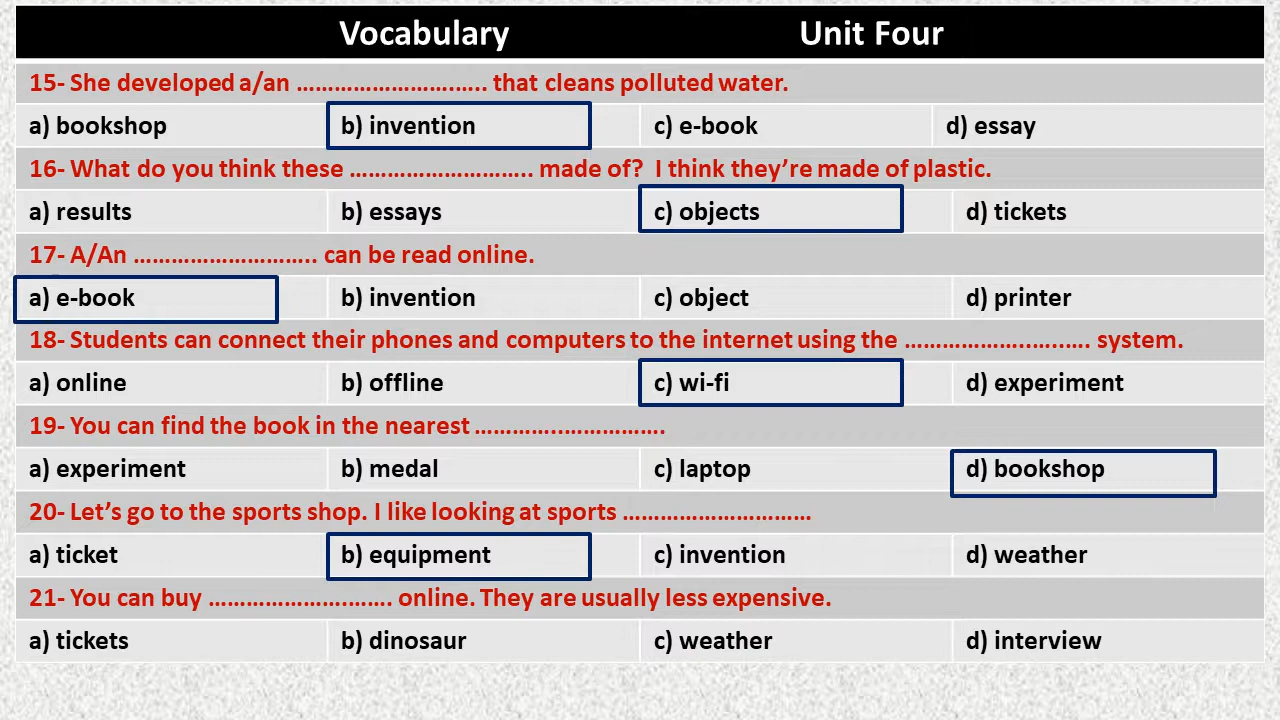 Vocabulary Unit Four
15- She developed a/an …………………….….. that cleans polluted water.
a) bookshop b) invention c) e-book d) essay
16- What do you think these ……………………….. made of? I think they’re made of plastic.
a) results b) essays c) objects d) tickets
17- A/An ……………………….. can be read online.
a) e-book b) invention c) object d) printer
18- Students can connect their phones and computers to the internet using the ………………..…..…. system.
a) online b) offline c) wi-fi d) experiment
19- You can find the book in the nearest …………..…………….
a) experiment b) medal c) laptop d) bookshop
20- Let’s go to the sports shop. I like looking at sports …………………………
a) ticket b) equipment c) invention d) weather
21- You can buy ………………….……. online. They are usually less expensive.
a) tickets b) dinosaur c) weather d) interview